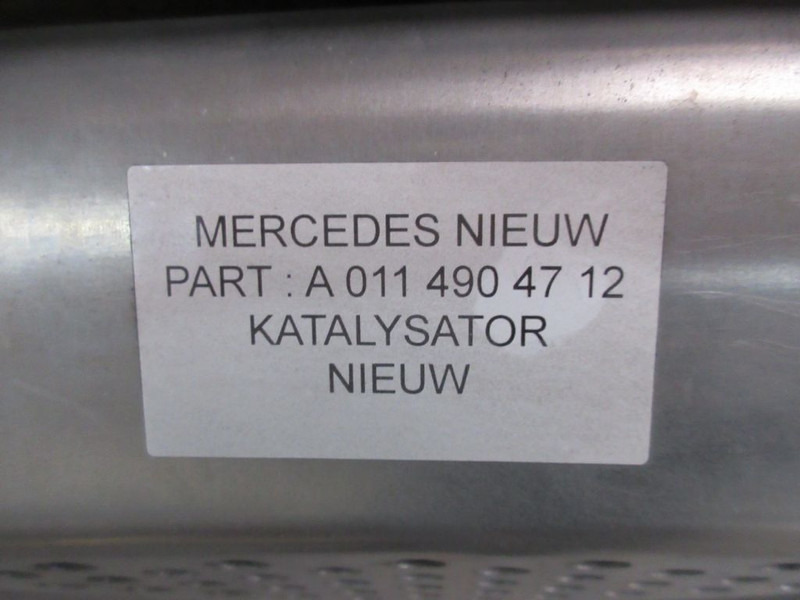 MERCEDES NIEUW
PART : A 011 490 47 12
KATALYSATOR
NIEUW